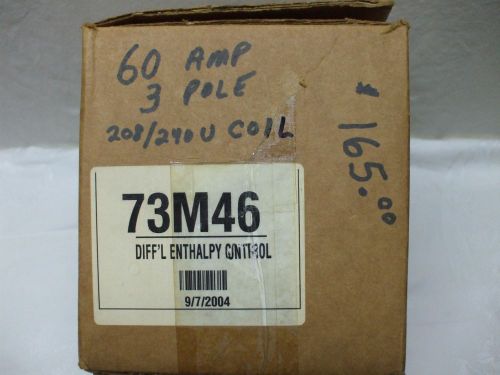 60 AMP
3 POLE
208/240V COIL
$165.00
73M46
DIFF'L ENTHALPY CONTROL
9/7/2004